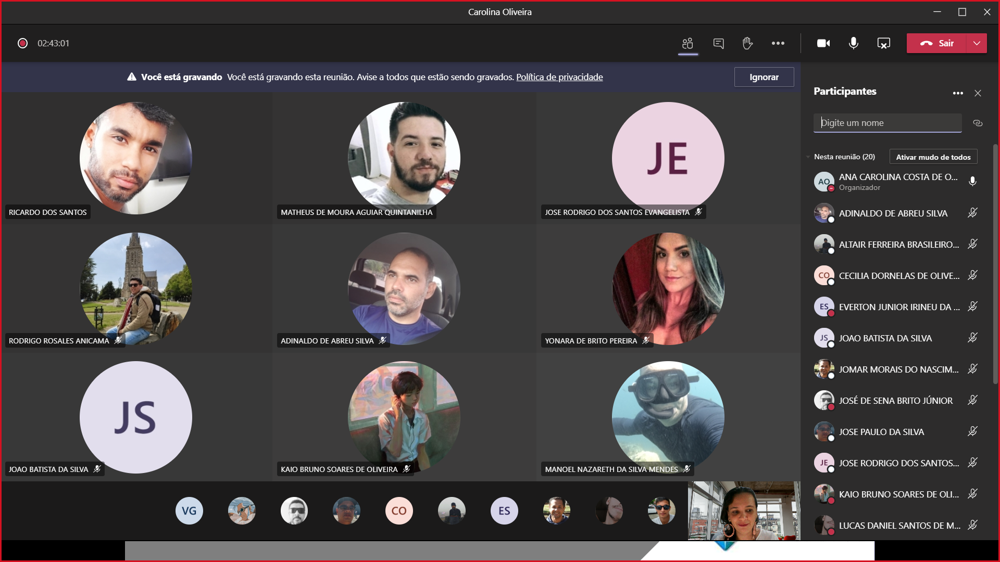 Carolina Oliveira
02:43:01
Sair
Você está gravando Você está gravando esta reunião. Avise a todos que estão sendo gravados. Política de privacidade
Ignorar
RICARDO DOS SANTOS
MATHEUS DE MOURA AGUIAR QUINTANILHA
JE
JOSE RODRIGO DOS SANTOS EVANGELISTA
RODRIGO ROSALES ANICAMA
ADINALDO DE ABREU SILVA
YONARA DE BRITO PEREIRA
JS
JOAO BATISTA DA SILVA
KAIO BRUNO SOARES DE OLIVEIRA
MANOEL NAZARETH DA SILVA MENDES
VG
CO
ES
Participantes
Digite um nome
Nesta reunião (20)
Ativar mudo de todos
AO
ANA CAROLINA COSTA DE O...
Organizador
ADINALDO DE ABREU SILVA
ALTAIR FERREIRA BRASILEIRO...
CO
CECILIA DORNELAS DE OLIVE...
ES
EVERTON JUNIOR IRINEU DA ...
JS
JOAO BATISTA DA SILVA
JOMAR MORAIS DO NASCIM...
JOSÉ DE SENA BRITO JÚNIOR
JOSE PAULO DA SILVA
JE
JOSE RODRIGO DOS SANTOS...
KAIO BRUNO SOARES DE OLI...
LUCAS DANIEL SANTOS DE M...